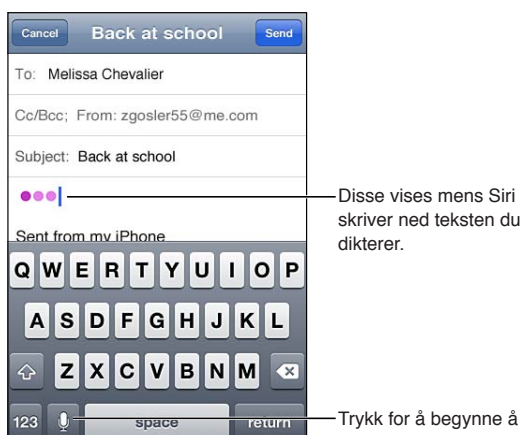 Cancel Back at school Send
To: Melissa Chevalier
Cc/Bcc; From: zgosler55@me.com
Subject: Back at school
Disse vises mens Siri
skriver ned teksten du
dikterer.
Sent from my iPhone
Q W E R T Y U I O P
A S D F G H J K L
Z X C V B N M
123 space return
Trykk for å begynne å